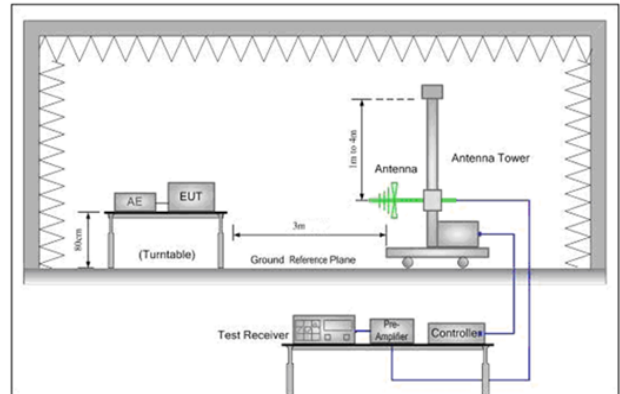 1m to 4m
Antenna
Antenna Tower
AE
EUT
80cm
(Turntable)
3m
Ground Reference Plane
Test Receiver
Pre-
Amplifier
Controller